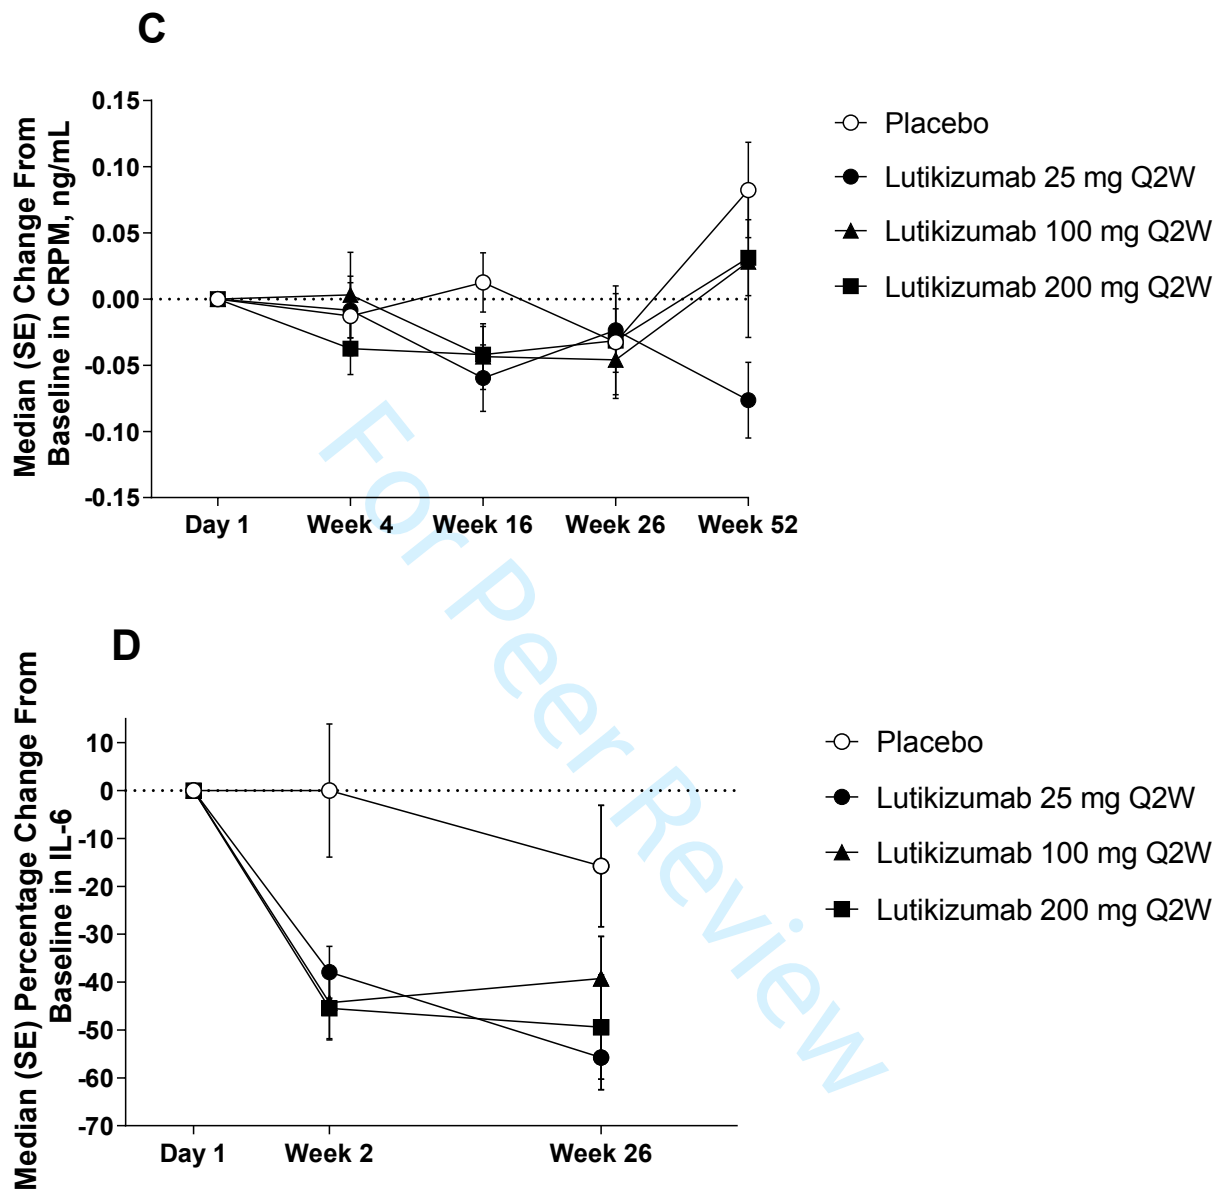 C
Median (SE) Change From
Baseline in CRPM, ng/mL
0.15
0.10
0.05
0.00
-0.05
-0.10
-0.15
Day 1 Week 4 Week 16 Week 26 Week 52
Placebo
Lutikizumab 25 mg Q2W
Lutikizumab 100 mg Q2W
Lutikizumab 200 mg Q2W
For Peer Review
D
Median (SE) Percentage Change From
Baseline in IL-6
10
0
-10
-20
-30
-40
-50
-60
-70
Day 1 Week 2 Week 26
Placebo
Lutikizumab 25 mg Q2W
Lutikizumab 100 mg Q2W
Lutikizumab 200 mg Q2W